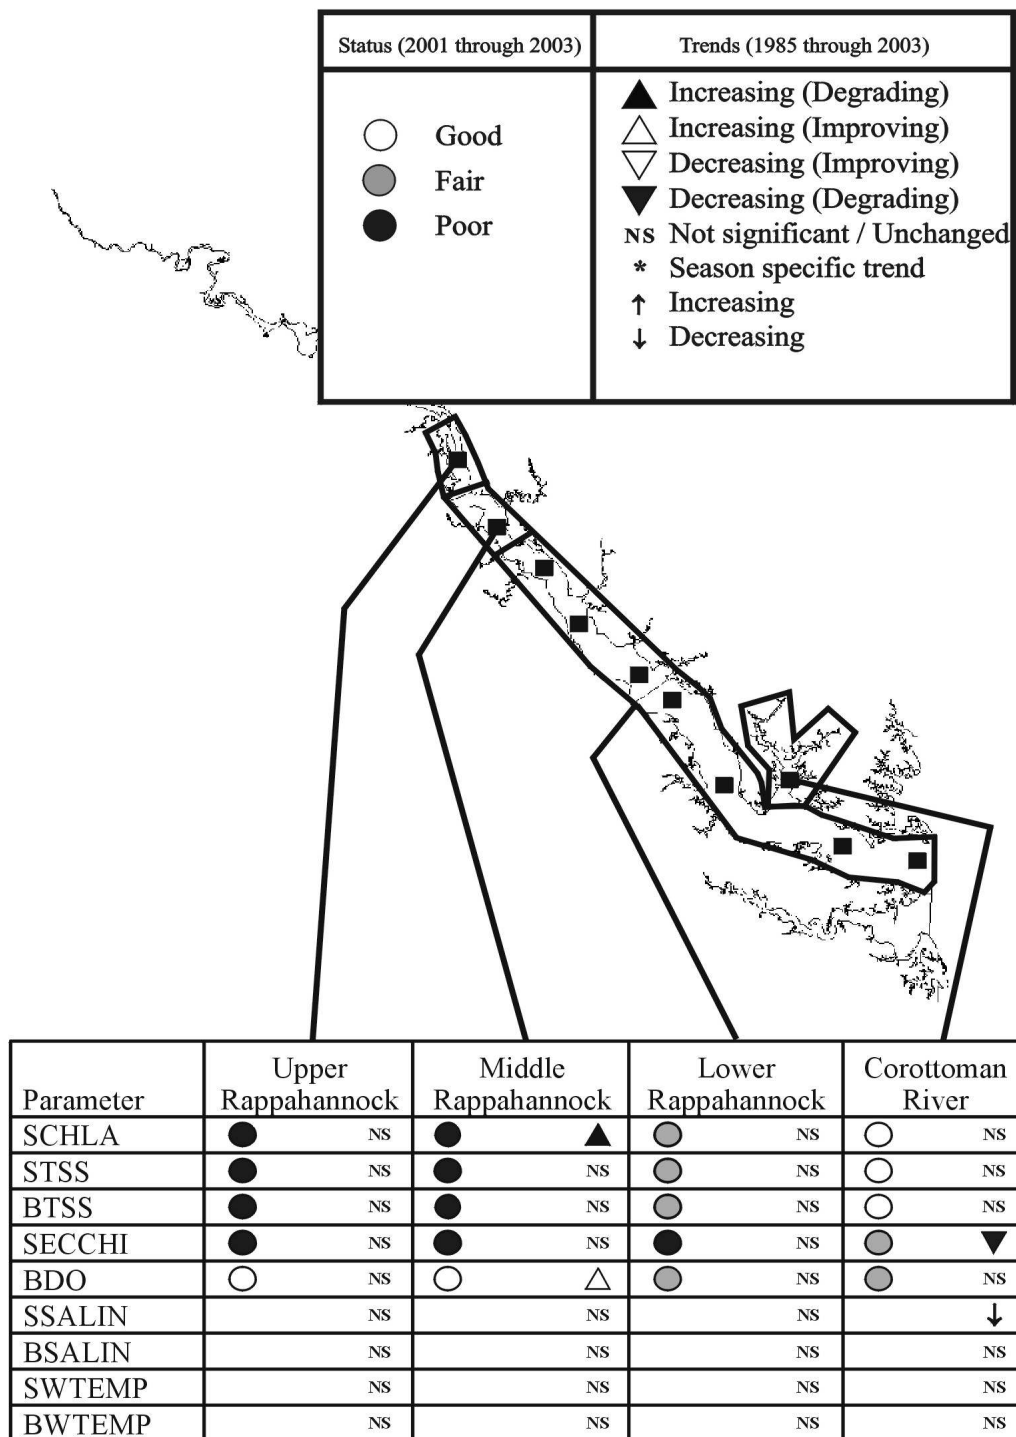 Status (2001 through 2003) Trends (1985 through 2003)
Good
Fair
Poor
Increasing (Degrading)
Increasing (Improving)
Decreasing (Improving)
Decreasing (Degrading)
NS Not significant / Unchanged
* Season specific trend
↑ Increasing
↓ Decreasing
Parameter Upper Rappahannock Middle Rappahannock Lower Rappahannock Corottoman River
SCHLA NS NS NS
STSS NS NS NS NS
BTSS NS NS NS NS
SECCHI NS NS NS
BDO NS NS NS
SSALIN NS NS NS ↓
BSALIN NS NS NS NS
SWTEMP NS NS NS NS
BWTEMP NS NS NS NS